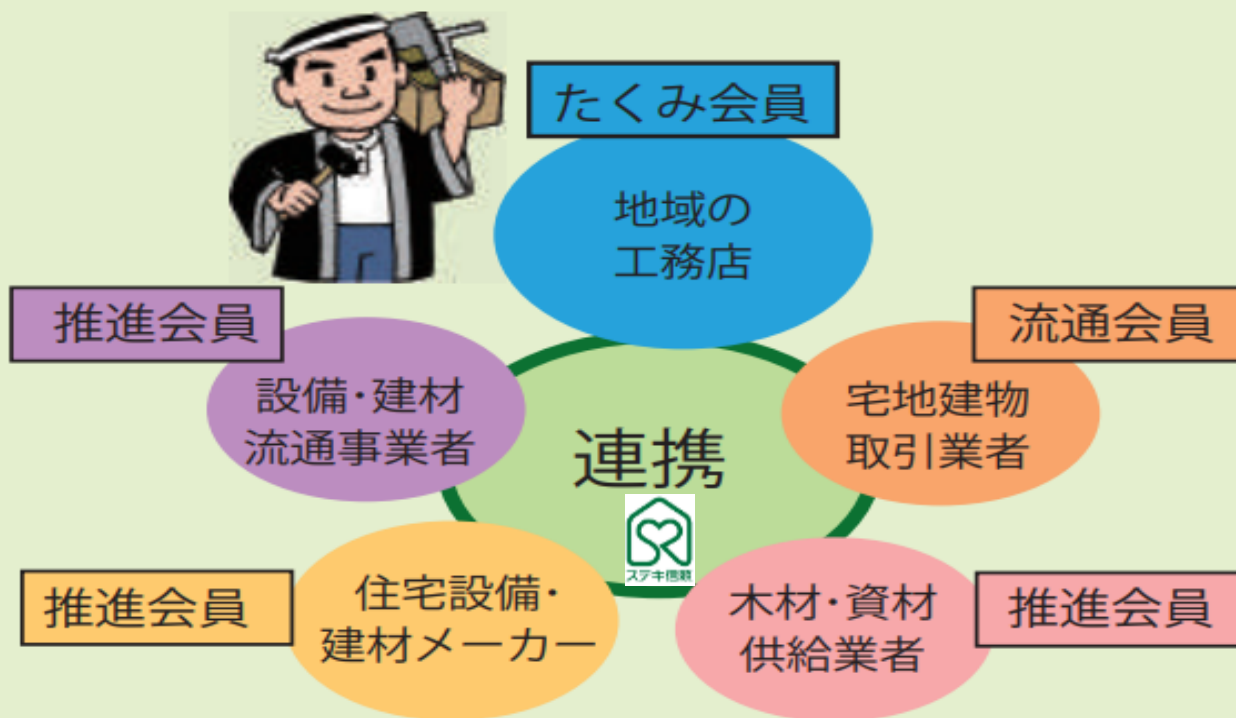 たくみ会員
地域の
工務店
推進会員
設備・建材
流通事業者
流通会員
宅地建物
取引業者
連携
ステキ信頼
推進会員
住宅設備・
建材メーカー
木材・資材
供給業者
推進会員